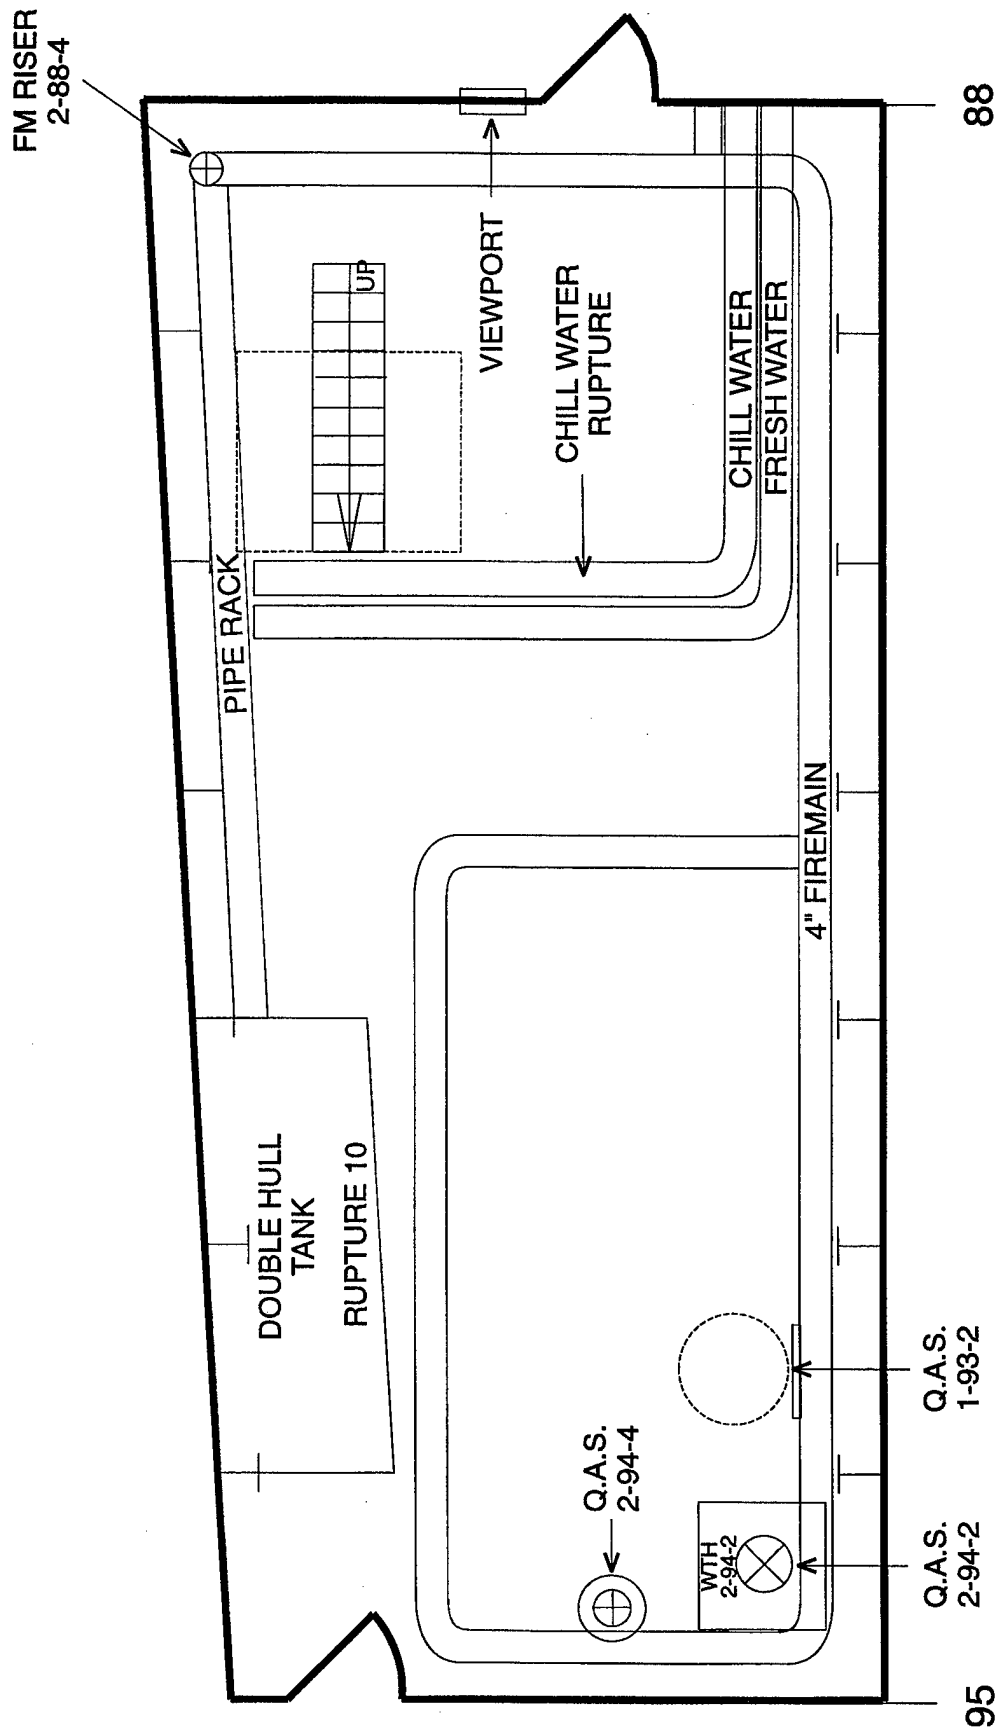 FM RISER
2-88-4
88
VIEWPORT
UP
CHILL WATER
RUPTURE
CHILL WATER
FRESH WATER
PIPE RACK
4" FIREMAIN
DOUBLE HULL
TANK
RUPTURE 10
Q.A.S.
1-93-2
Q.A.S.
2-94-4
WTH
2-94-2
Q.A.S.
2-94-2
95